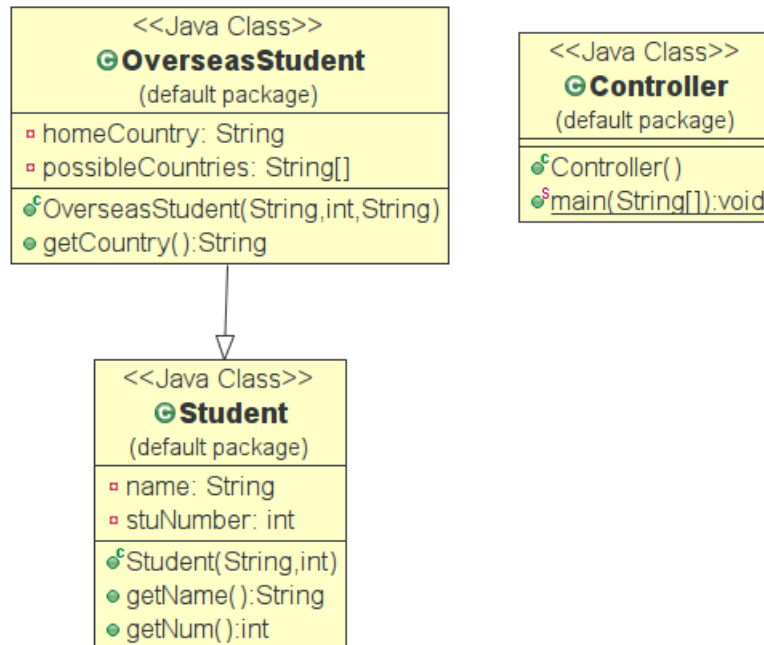 <<Java Class>>
OverseasStudent
(default package)
homeCountry: String
possibleCountries: String[]
OverseasStudent(String,int,String)
getCountry():String
<<Java Class>>
Controller
(default package)
Controller()
main(String[]):void
<<Java Class>>
Student
(default package)
name: String
stuNumber: int
Student(String,int)
getName():String
getNum():int